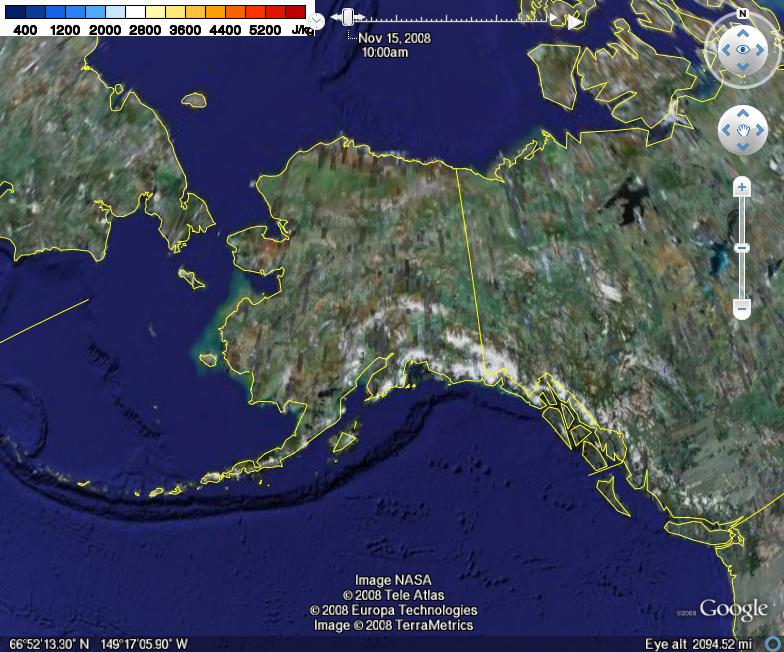 400 1200 2000 2800 3600 4400 5200 J/kg
N
Nov 15, 2008
10:00am
Image NASA
© 2008 Tele Atlas
© 2008 Europa Technologies
Image © 2008 TerraMetrics
©2008 Google
66°52'13.30" N 149°17'05.90" W
Eye alt 2094.52 mi